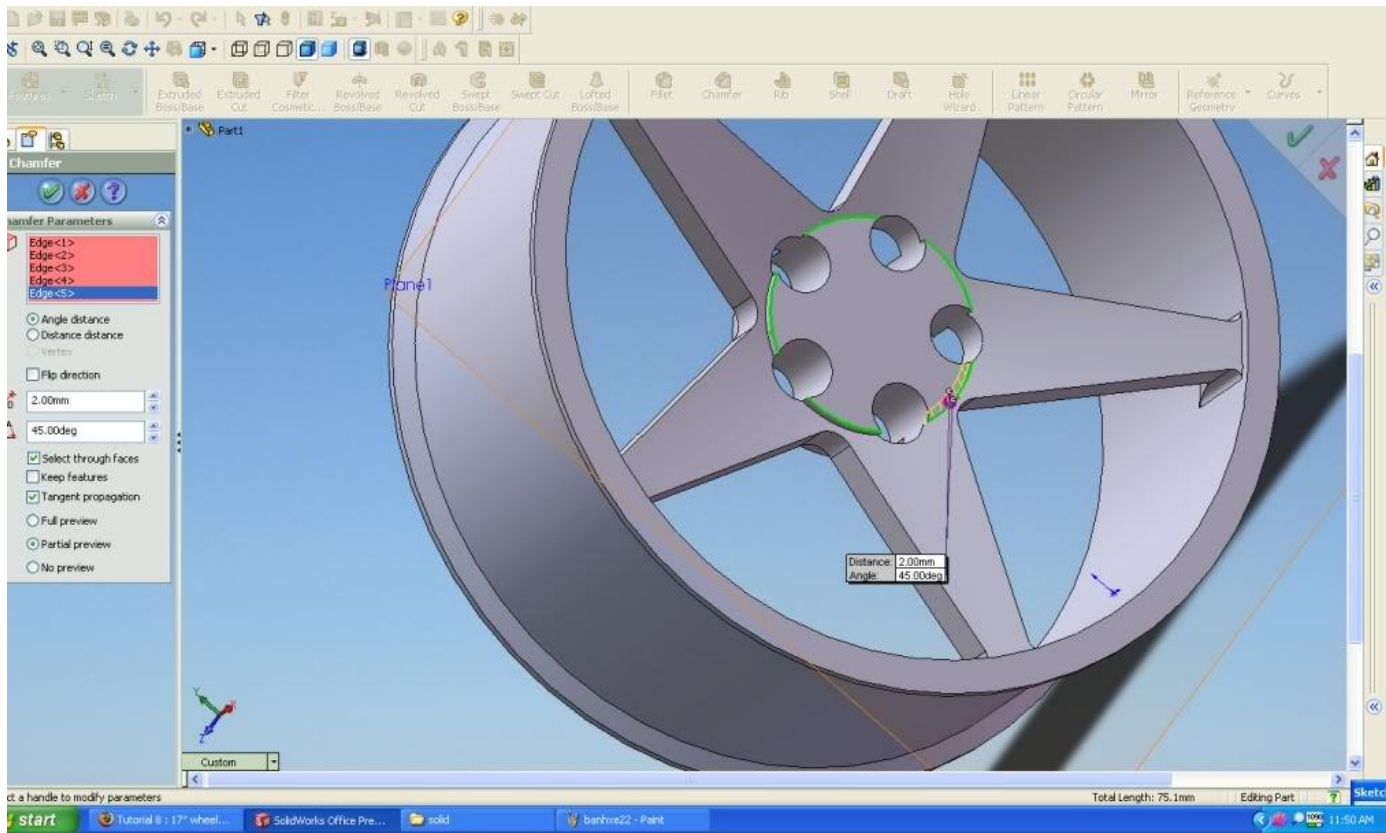 Extruded Boss/Base
Extruded Cut
Filter Cosmetic...
Revolved Boss/Base
Revolved Cut
Swept Boss/Base
Swept Cut
Lofted Boss/Base
Fillet
Chamfer
Rib
Shell
Draft
Hole Wizard
Linear Pattern
Circular Pattern
Mirror
Reference Geometry
Curves
Part1
Chamfer
hamfer Parameters
Edge<1>
Edge<2>
Edge<3>
Edge<4>
Edge<5>
Angle distance
Distance distance
Vertex
Flip direction
2.00mm
45.00deg
Select through faces
Keep features
Tangent propagation
Full preview
Partial preview
No preview
Plane1
Distance: 2.00mm
Angle: 45.00deg
Y
X
Z
Custom
ct a handle to modify parameters
Total Length: 75.1mm
Editing Part
Sketc
start
Tutorial 8 : 17" wheel...
SolidWorks Office Pre...
solid
banhxe22 - Paint
11:50 AM